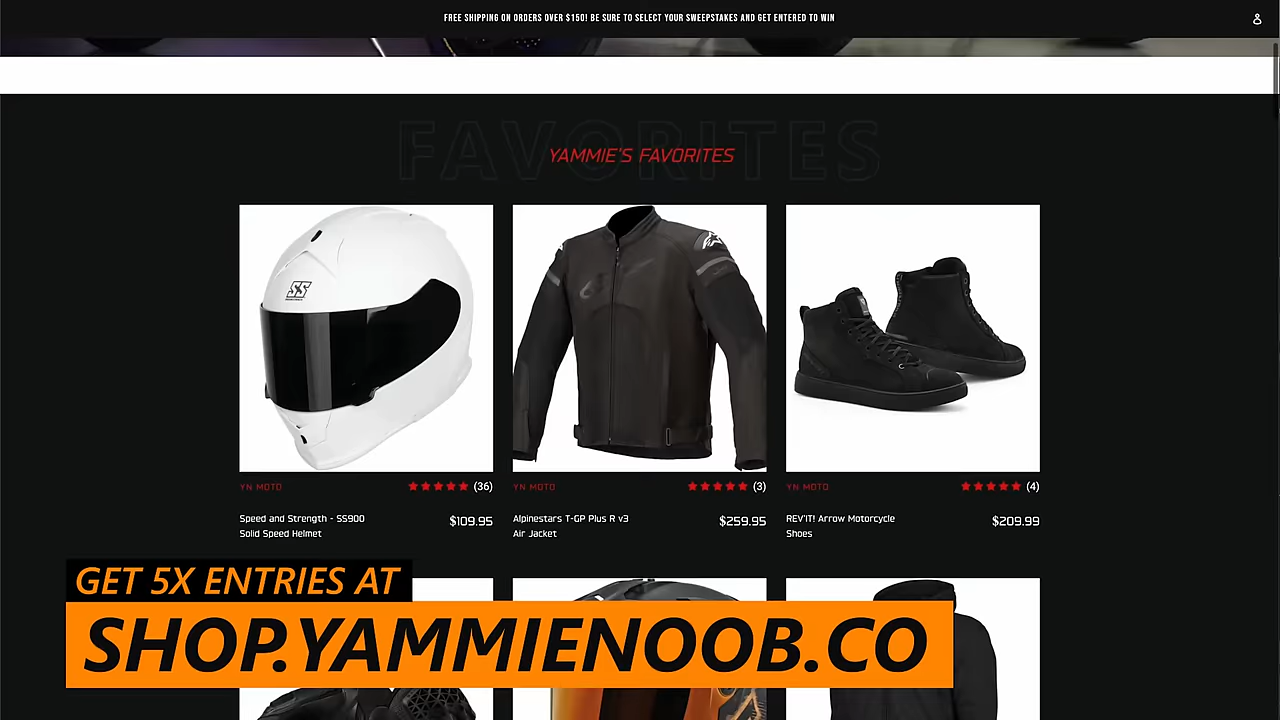 FREE SHIPPING ON ORDERS OVER $150! BE SURE TO SELECT YOUR SWEEPSTAKES AND GET ENTERED TO WIN
FAVORITES
YAMMIE'S FAVORITES
SS
YN MOTO
(36)
YN MOTO
(3)
YN MOTO
(4)
Speed and Strength - SS900
Solid Speed Helmet
$109.95
Alpinestars T-GP Plus R v3
Air Jacket
$259.95
REV'IT! Arrow Motorcycle
Shoes
$209.99
GET 5X ENTRIES AT
SHOP.YAMMIENOOB.CO